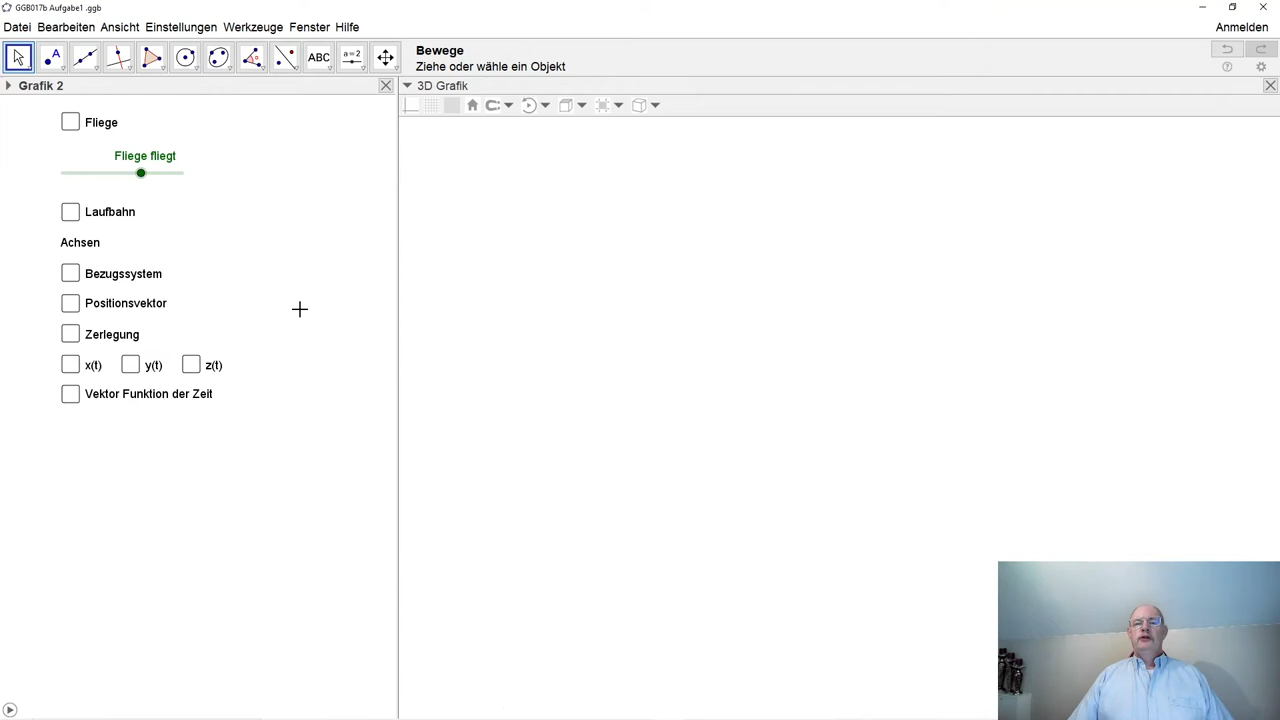 GGB017b Aufgabe1 .ggb
Datei Bearbeiten Ansicht Einstellungen Werkzeuge Fenster Hilfe
Anmelden
A
ABC
a=2
Bewege
Ziehe oder wähle ein Objekt
Grafik 2
3D Grafik
Fliege
Fliege fliegt
Laufbahn
Achsen
Bezugssystem
Positionsvektor
Zerlegung
x(t) y(t) z(t)
Vektor Funktion der Zeit